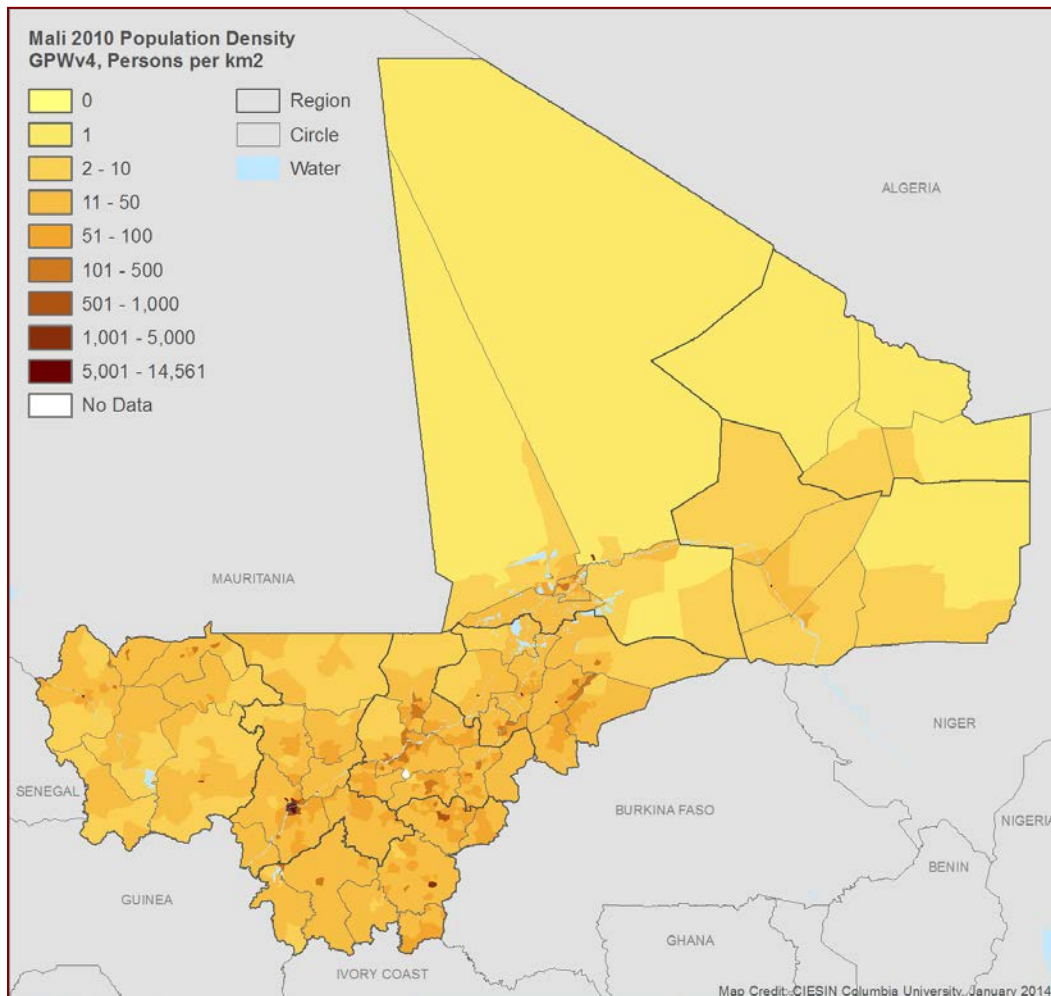 Mali 2010 Population Density
GPWv4, Persons per km2
0
1
2 - 10
11 - 50
51 - 100
101 - 500
501 - 1,000
1,001 - 5,000
5,001 - 14,561
No Data
Region
Circle
Water
ALGERIA
MAURITANIA
NIGER
SENEGAL
BURKINA FASO
NIGERIA
BENIN
GUINEA
GHANA
IVORY COAST
Map Credit: CIESIN Columbia University, January 2014